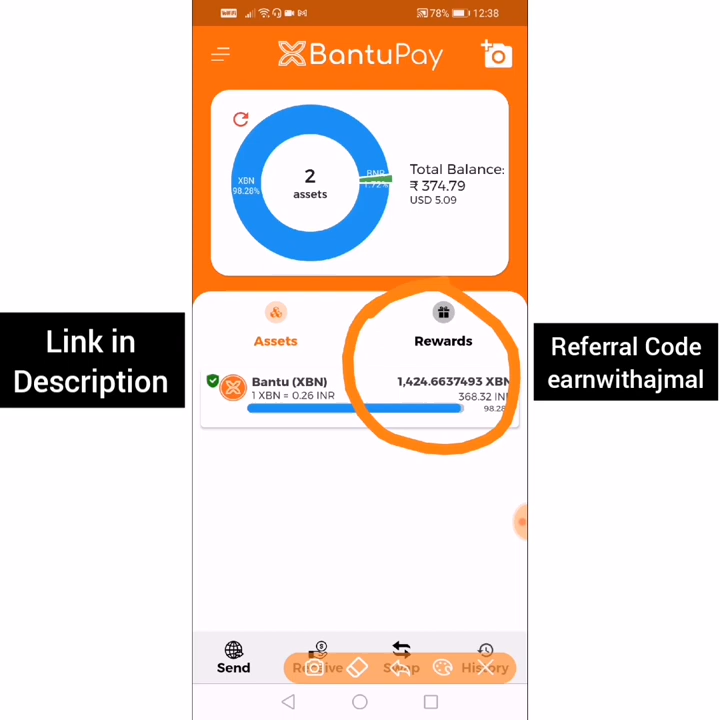 78% 12:38
BantuPay
XBN
98.28%
2
assets
BNR
1.72%
Total Balance:
₹ 374.79
USD 5.09
Link in
Description
Assets
Rewards
Referral Code
earnwithajmal
Bantu (XBN)
1,424.6637493 XBN
1 XBN = 0.26 INR
368.32 IN
98.28
Send
Receive
Swap
History